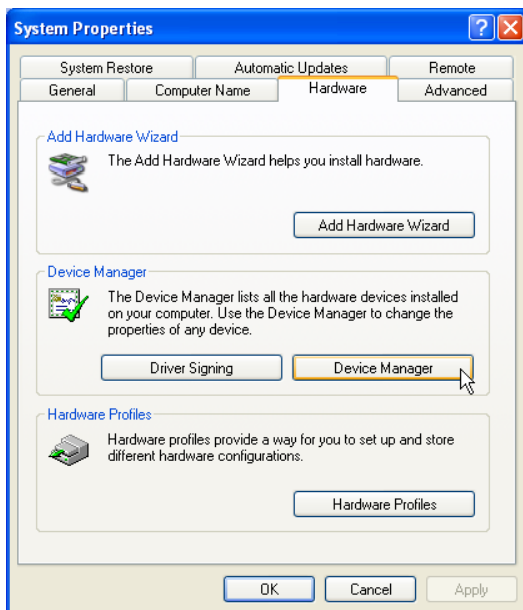 System Properties
System Restore
Automatic Updates
Remote
General
Computer Name
Hardware
Advanced
Add Hardware Wizard
The Add Hardware Wizard helps you install hardware.
Add Hardware Wizard
Device Manager
The Device Manager lists all the hardware devices installed
on your computer. Use the Device Manager to change the
properties of any device.
Driver Signing
Device Manager
Hardware Profiles
Hardware profiles provide a way for you to set up and store
different hardware configurations.
Hardware Profiles
OK
Cancel
Apply